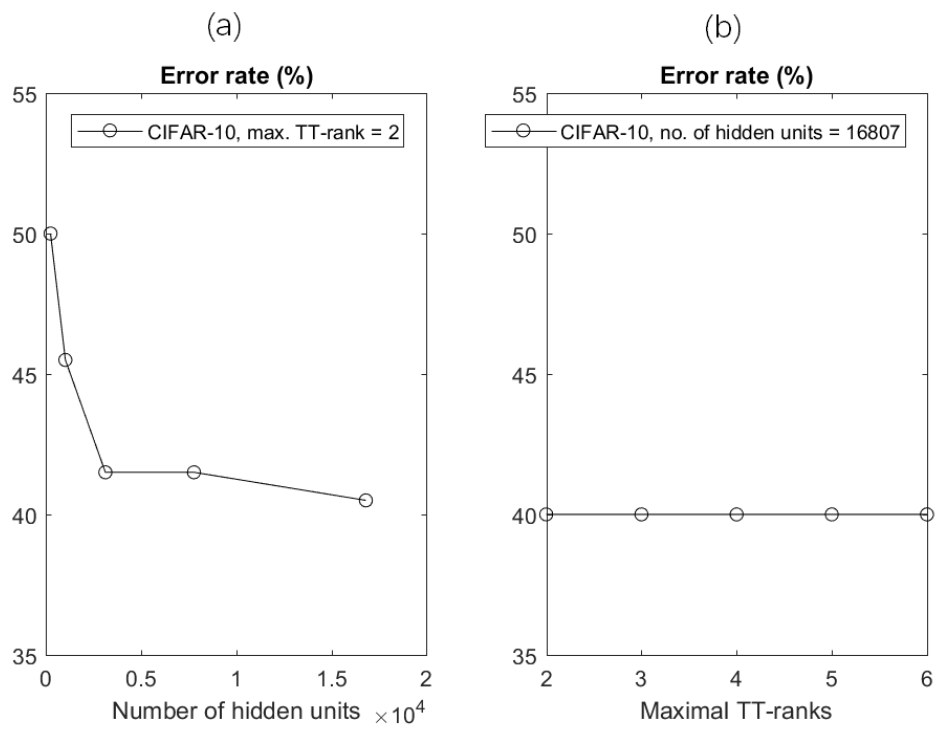 (a)
Error rate (%)
CIFAR-10, max. TT-rank = 2
55
50
45
40
35
0
0.5
1
1.5
2
Number of hidden units ×10^4
(b)
Error rate (%)
CIFAR-10, no. of hidden units = 16807
55
50
45
40
35
2
3
4
5
6
Maximal TT-ranks